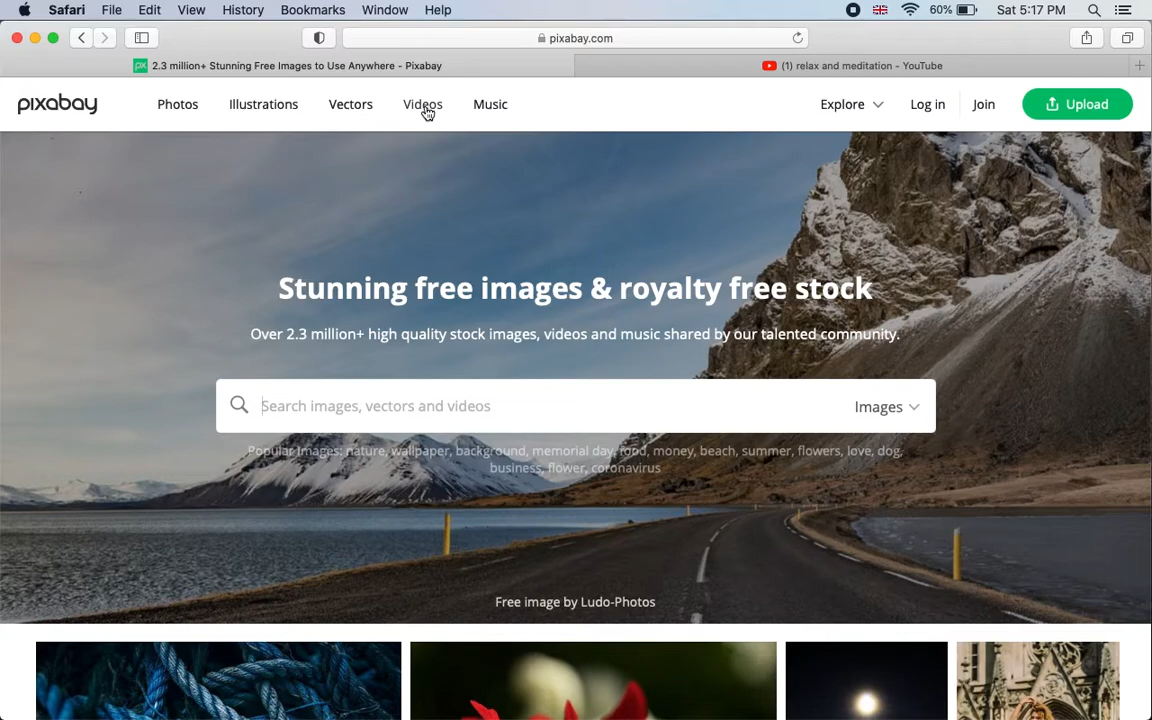 Safari File Edit View History Bookmarks Window Help 60% Sat 5:17 PM
pixabay.com
px 2.3 million+ Stunning Free Images to Use Anywhere - Pixabay (1) relax and meditation - YouTube
pixabay Photos Illustrations Vectors Videos Music Explore Log in Join Upload
Stunning free images & royalty free stock
Over 2.3 million+ high quality stock images, videos and music shared by our talented community.
Search images, vectors and videos Images
Popular Images: nature, wallpaper, background, memorial day, food, money, beach, summer, flowers, love, dog,
business, flower, coronavirus
Free image by Ludo-Photos